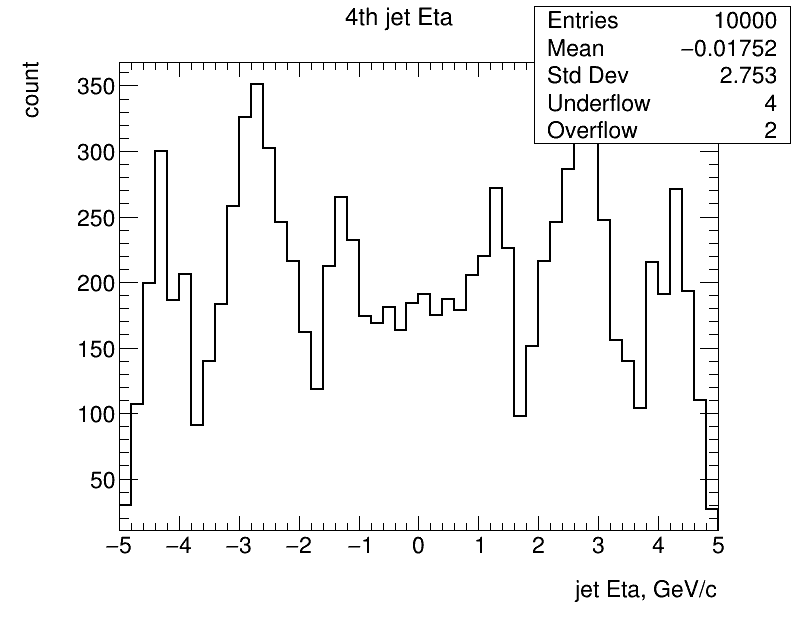 4th jet Eta
Entries 10000
Mean −0.01752
Std Dev 2.753
Underflow 4
Overflow 2
count
350
300
250
200
150
100
50
−5 −4 −3 −2 −1 0 1 2 3 4 5
jet Eta, GeV/c